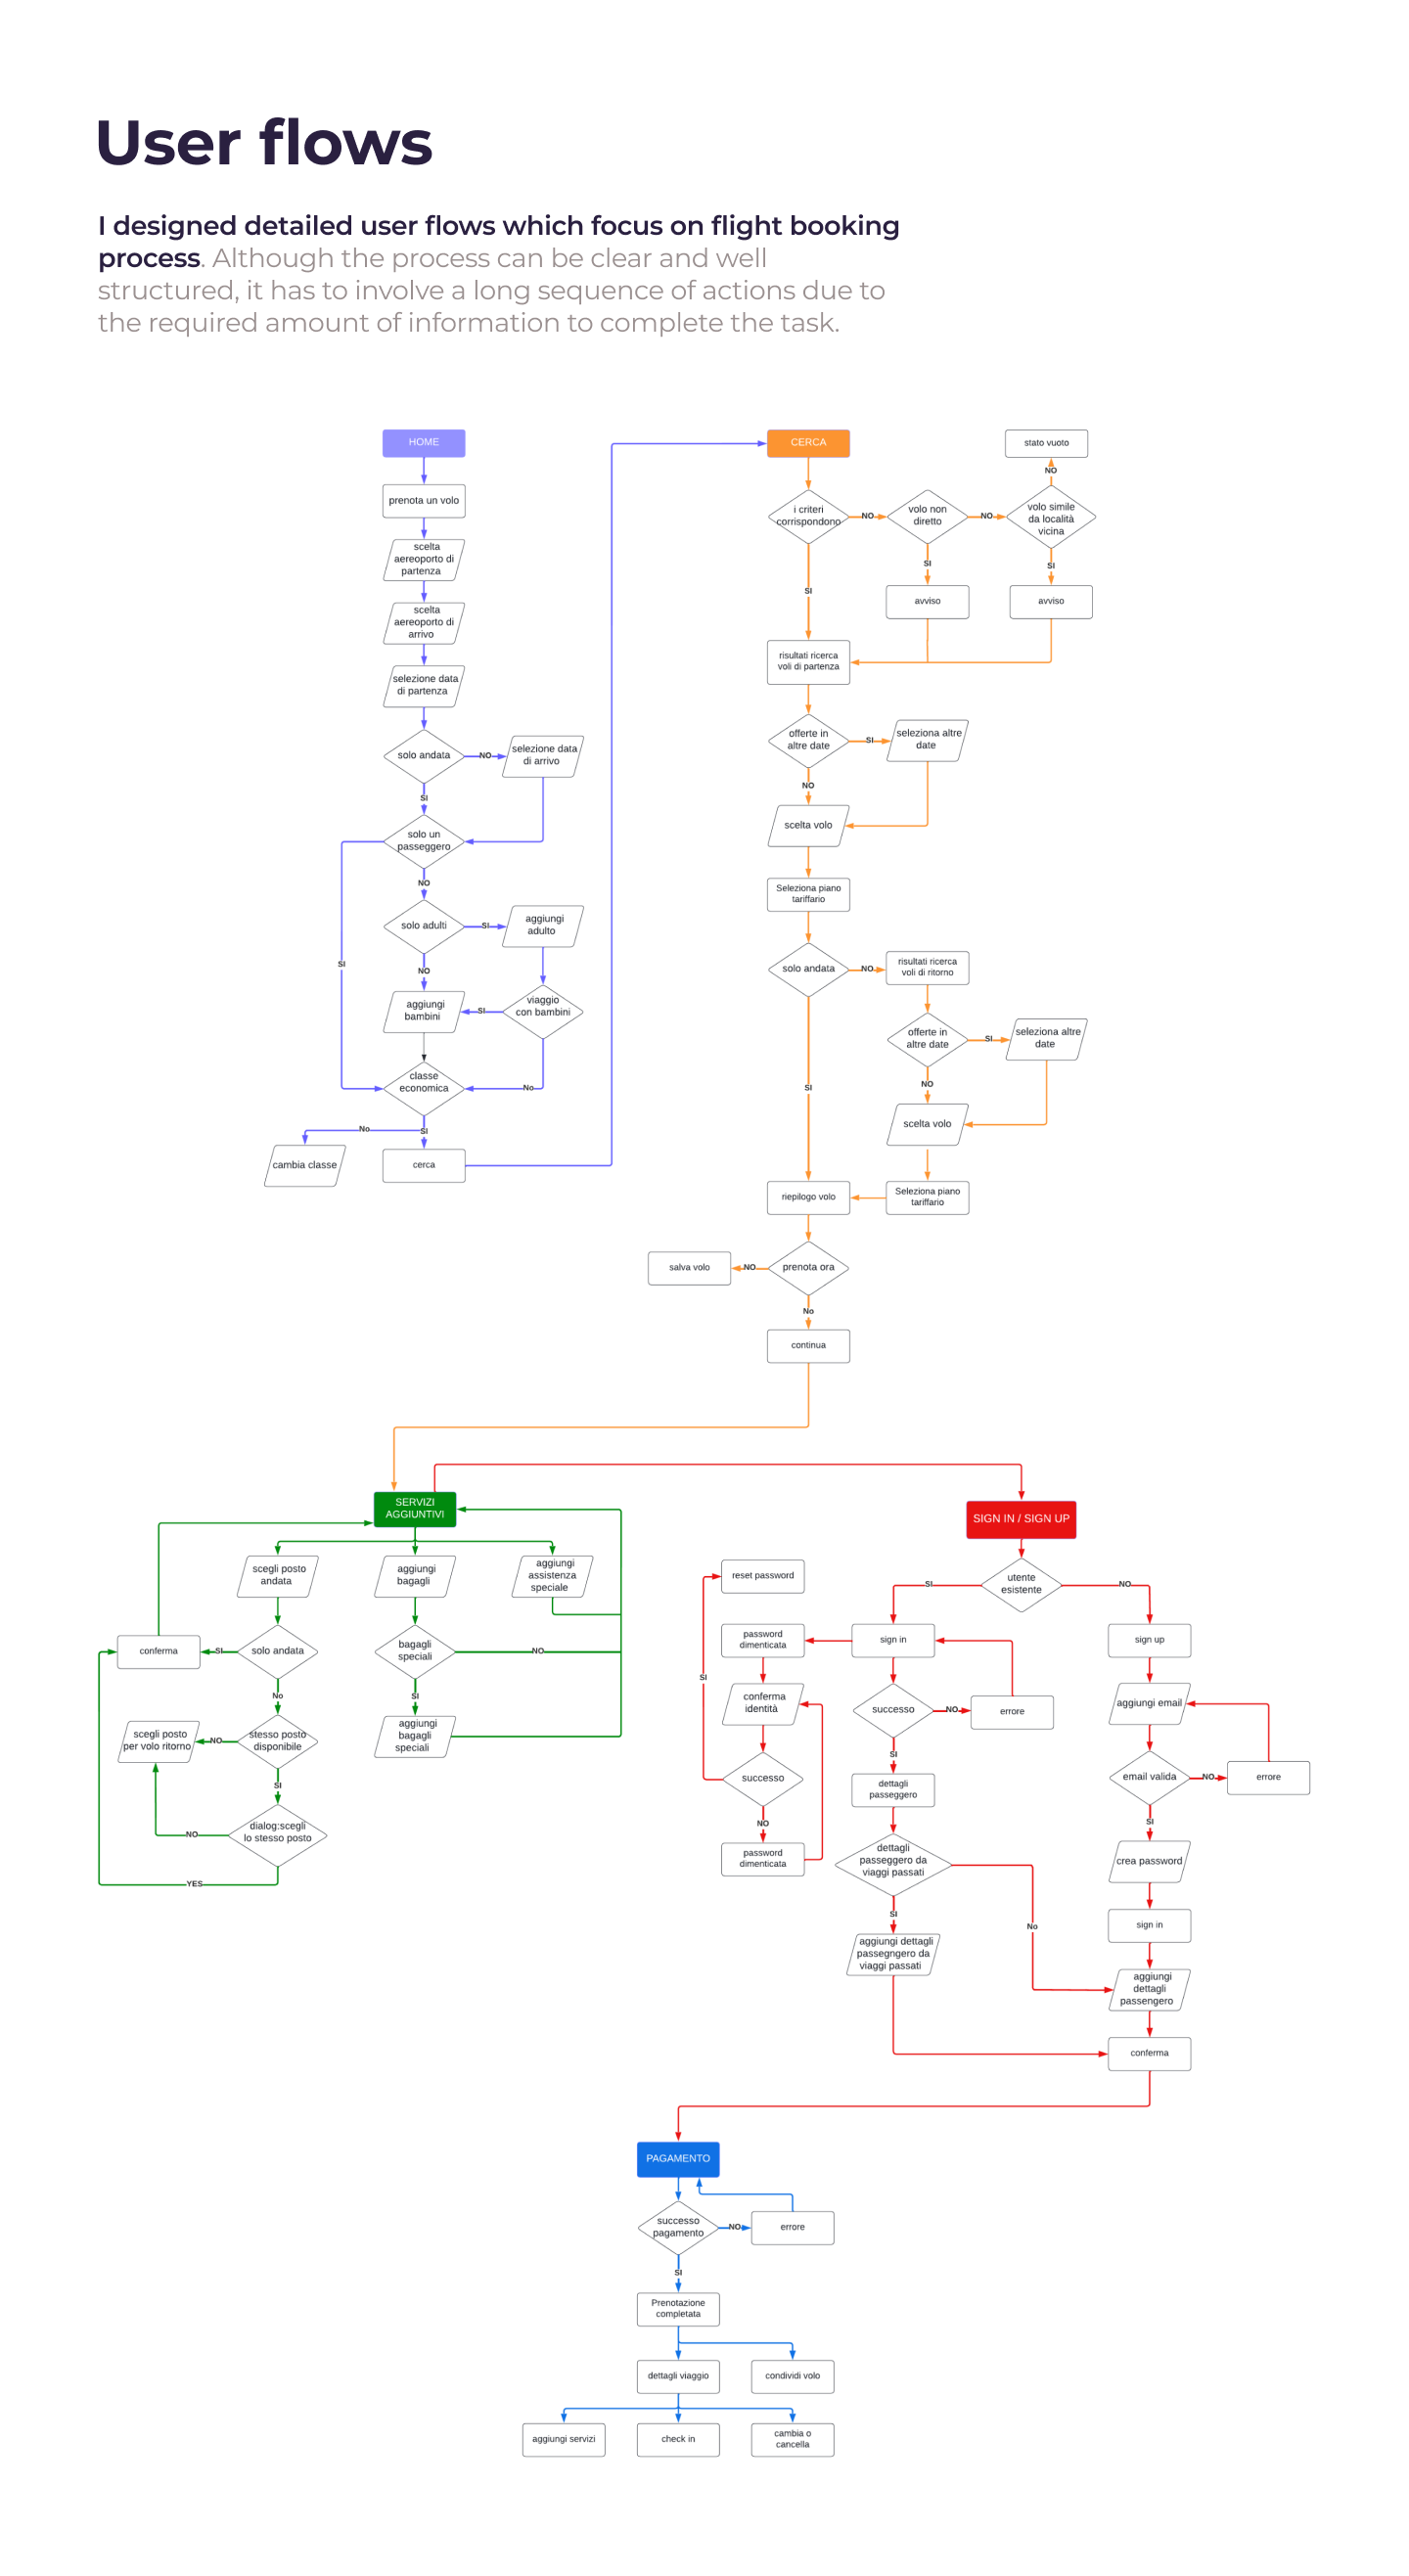 User flows
I designed detailed user flows which focus on flight booking
process. Although the process can be clear and well
structured, it has to involve a long sequence of actions due to
the required amount of information to complete the task.
HOME
prenota un volo
scelta
aereoporto di
partenza
scelta
aereoporto di
arrivo
selezione data
di partenza
solo andata
NO
selezione data
di arrivo
SI
solo un
passeggero
NO
SI
solo adulti
SI
aggiungi
adulto
NO
aggiungi
bambini
SI
viaggio
con bambini
classe
economica
No
No
SI
cambia classe
cerca
CERCA
i criteri
corrispondono
NO
volo non
diretto
NO
volo simile
da località
vicina
NO
stato vuoto
SI
SI
SI
avviso
avviso
risultati ricerca
voli di partenza
offerte in
altre date
SI
seleziona altre
date
NO
scelta volo
Seleziona piano
tariffario
solo andata
NO
risultati ricerca
voli di ritorno
offerte in
altre date
SI
seleziona altre
date
SI
NO
scelta volo
Seleziona piano
tariffario
riepilogo volo
prenota ora
NO
salva volo
No
continua
SERVIZI
AGGIUNTIVI
scegli posto
andata
aggiungi
bagagli
aggiungi
assistenza
speciale
conferma
SI
solo andata
bagagli
speciali
NO
No
SI
scegli posto
per volo ritorno
NO
stesso posto
disponibile
aggiungi
bagagli
speciali
SI
dialog:scegli
lo stesso posto
NO
YES
SIGN IN / SIGN UP
utente
esistente
SI
NO
reset password
password
dimenticata
sign in
sign up
SI
conferma
identità
successo
NO
errore
aggiungi email
SI
successo
dettagli
passeggero
email valida
NO
errore
NO
SI
password
dimenticata
dettagli
passeggero da
viaggi passati
crea password
SI
No
sign in
aggiungi dettagli
passegngero da
viaggi passati
aggiungi
dettagli
passengero
conferma
PAGAMENTO
successo
pagamento
NO
errore
SI
Prenotazione
completata
dettagli viaggio
condividi volo
aggiungi servizi
check in
cambia o
cancella